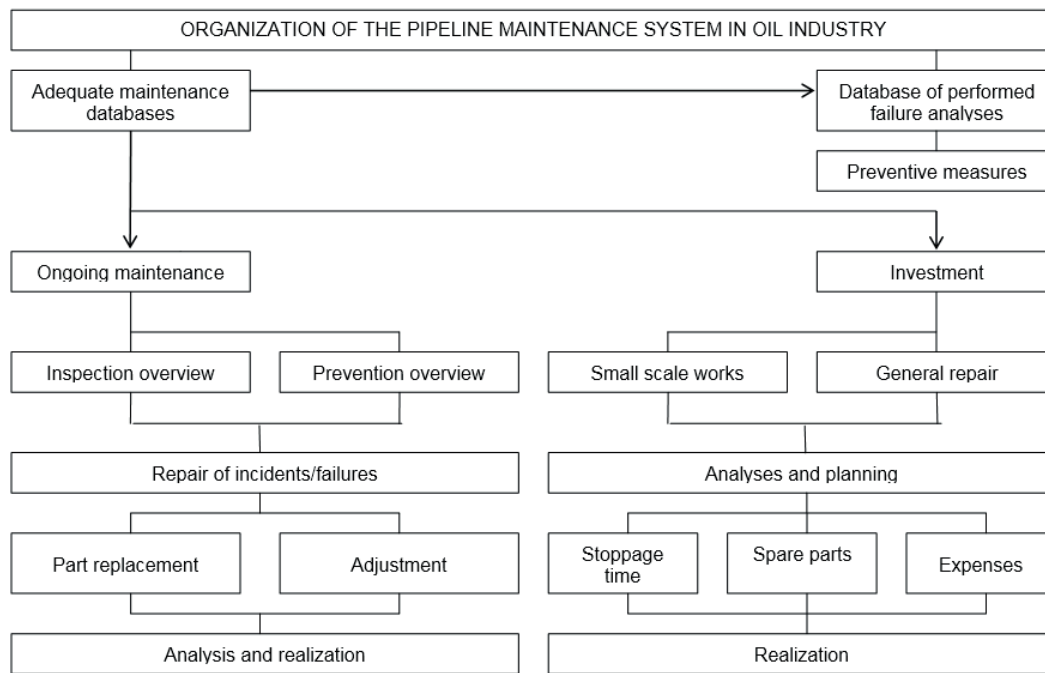 ORGANIZATION OF THE PIPELINE MAINTENANCE SYSTEM IN OIL INDUSTRY
Adequate maintenance
databases
Database of performed
failure analyses
Preventive measures
Ongoing maintenance
Investment
Inspection overview
Prevention overview
Small scale works
General repair
Repair of incidents/failures
Analyses and planning
Part replacement
Adjustment
Stoppage
time
Spare parts
Expenses
Analysis and realization
Realization